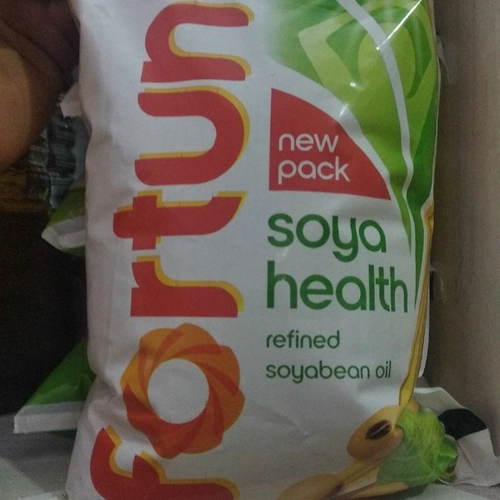 fortun
new
pack
soya
health
refined
soyabean oil